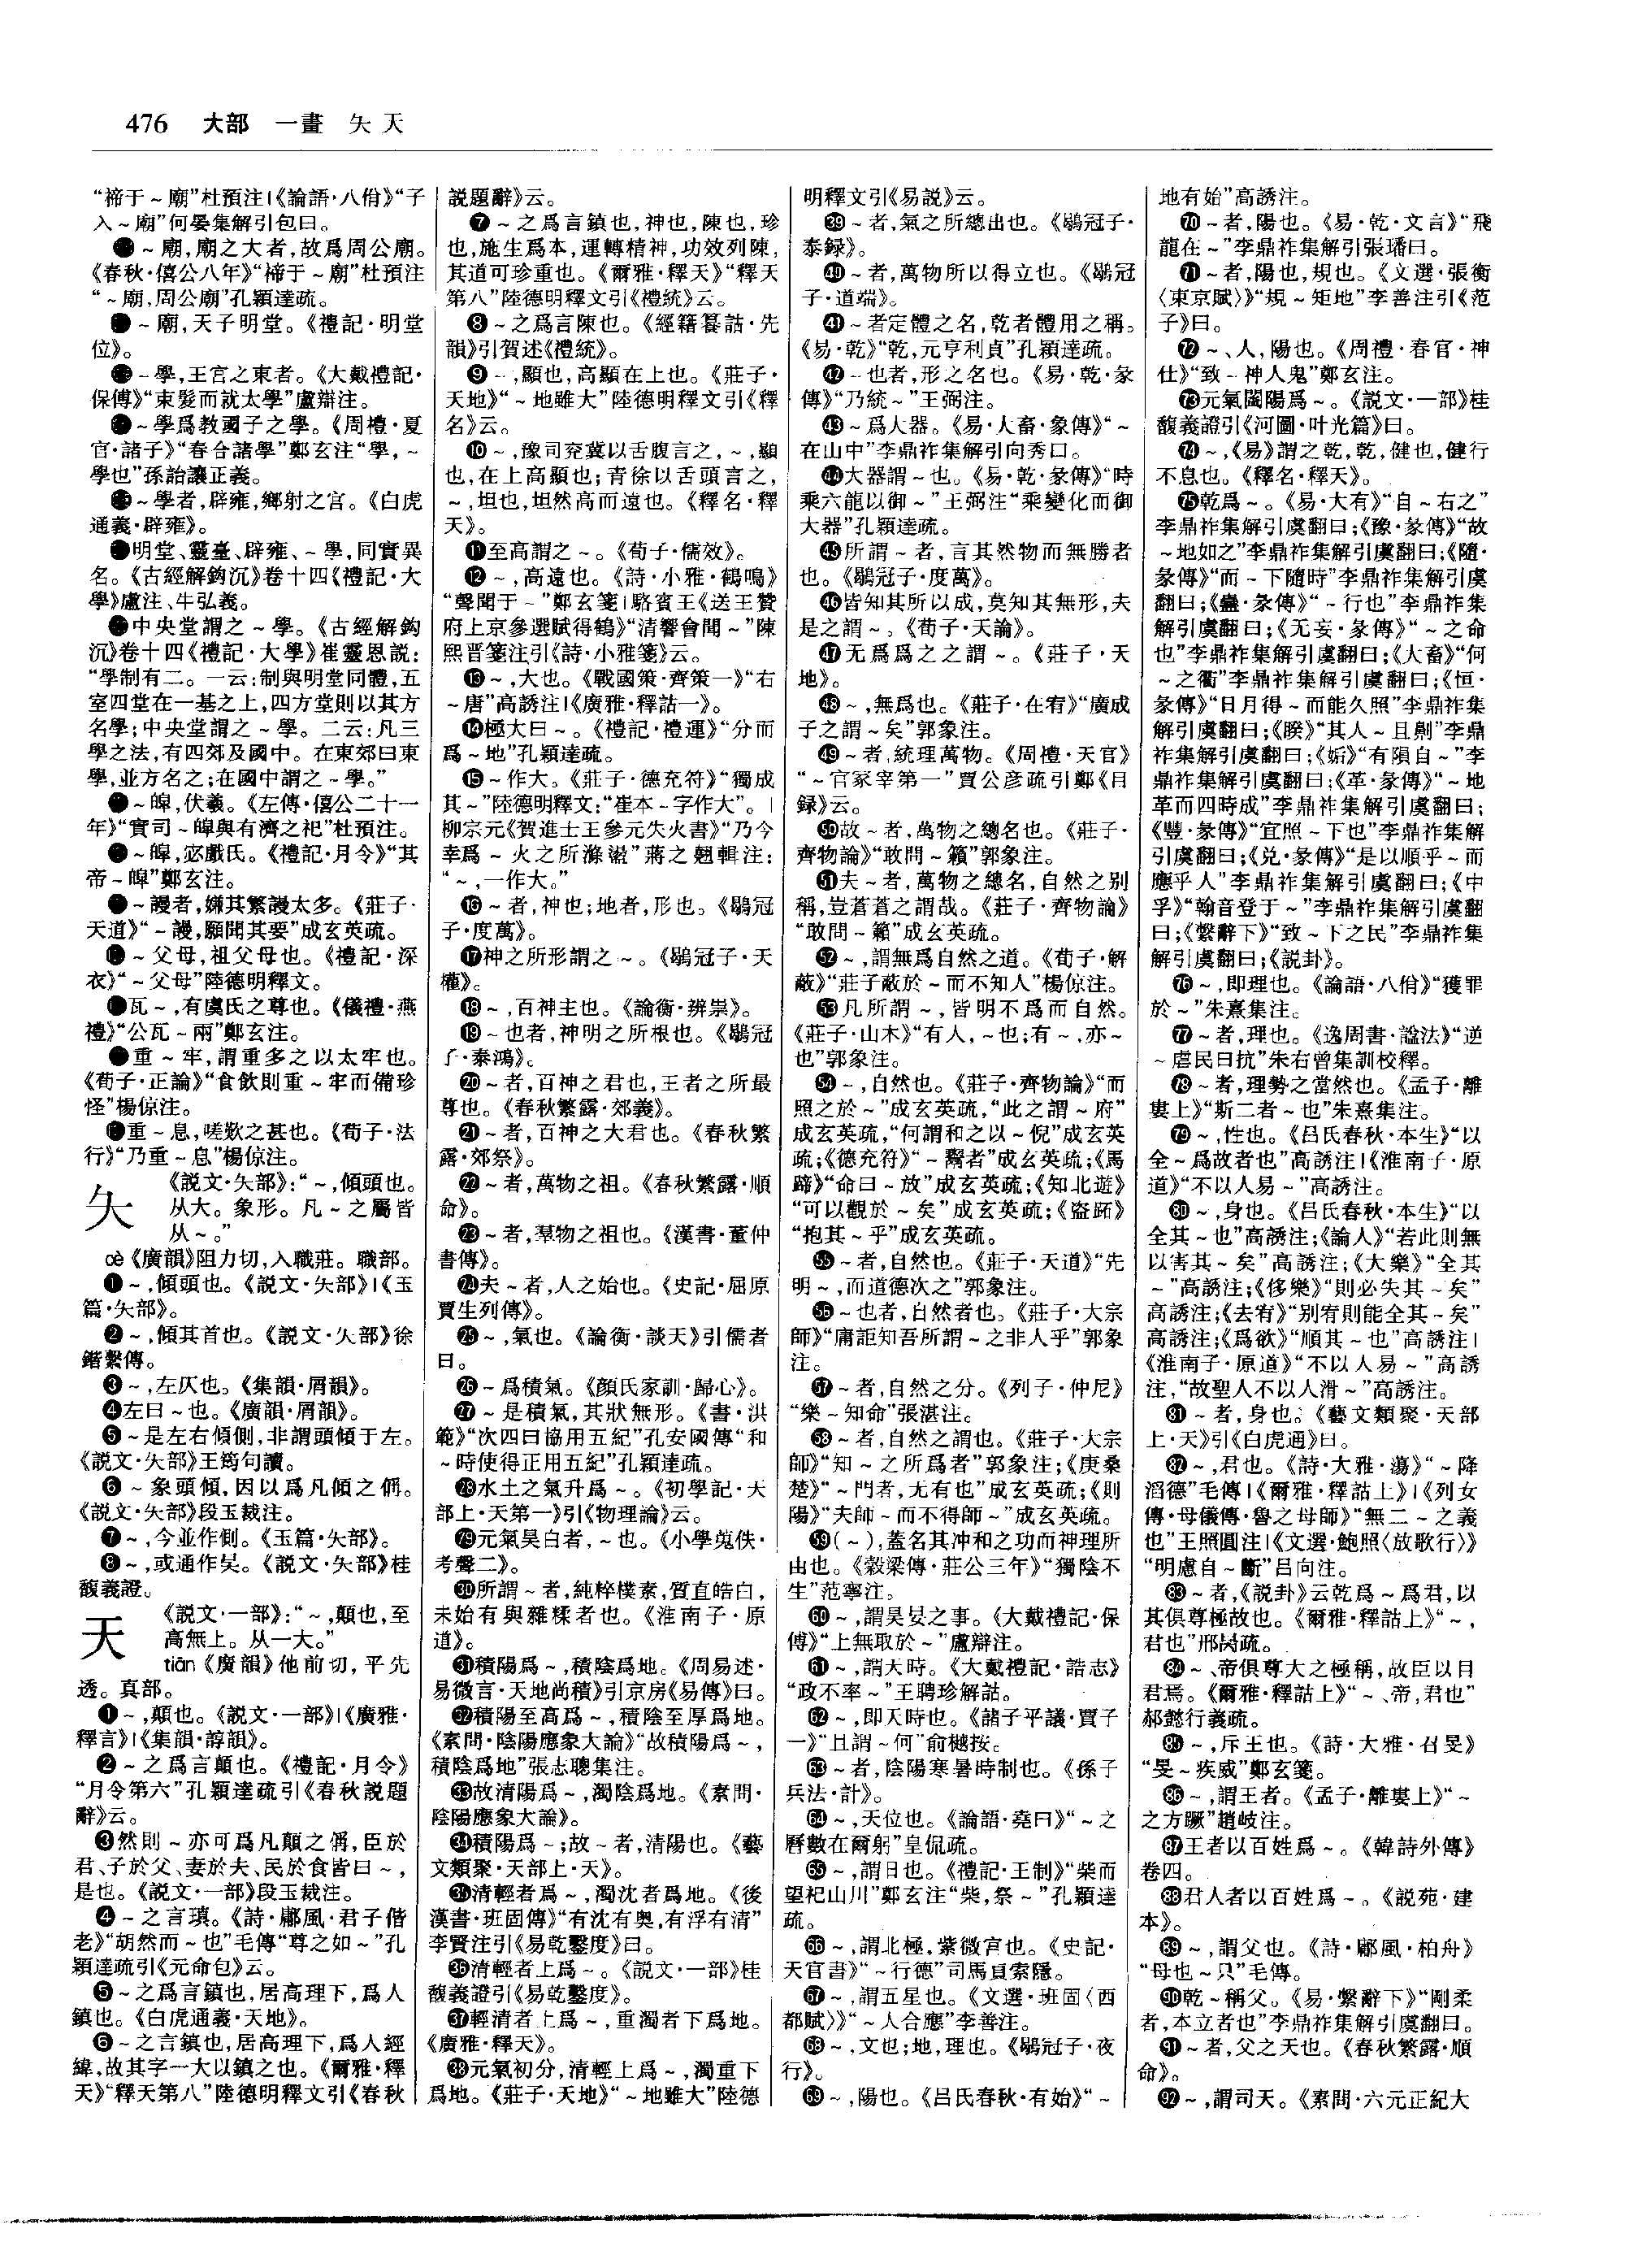 476 大部 一畫 夨天
“禘于～廟”杜預注|《論語·八佾》“子
入～廟”何晏集解引包曰。
～廟,廟之大者,故爲周公廟。
《春秋·僖公八年》“禘于～廟”杜預注
“～廟,周公廟”孔穎達疏。
～廟,天子明堂。《禮記·明堂
位》。
～學,王宮之東者。《大戴禮記·
保傅》“束髮而就太學”盧辯注。
～學爲教國子之學。《周禮·夏
官·諸子》“春合諸學”鄭玄注“學,～
學也”孫詒讓正義。
～學者,辟雍,鄉射之宮。《白虎
通義·辟雍》。
明堂、靈臺、辟雍、～學,同實異
名。《古經解鈎沉》卷十四《禮記·大
學》盧注、牛弘義。
中央堂謂之～學。《古經解鈎
沉》卷十四《禮記·大學》崔靈恩説:
“學制有二。一云:制與明堂同體,五
室四堂在一基之上,四方堂則以其方
名學;中央堂謂之～學。二云:凡三
學之法,有四郊及國中。在東郊曰東
學,並方名之;在國中謂之～學。”
～皞,伏羲。《左傳·僖公二十一
年》“實司～皞與有濟之祀”杜預注。
～皞,宓戲氏。《禮記·月令》“其
帝～皞”鄭玄注。
～謾者,嫌其繁謾太多。《莊子·
天道》“～謾,願聞其要”成玄英疏。
～父母,祖父母也。《禮記·深
衣》“～父母”陸德明釋文。
瓦～,有虞氏之尊也。《儀禮·燕
禮》“公瓦～兩”鄭玄注。
重～牢,謂重多之以太牢也。
《荀子·正論》“食飲則重～牢而備珍
怪”楊倞注。
重～息,嗟歎之甚也。《荀子·法
行》“乃重～息”楊倞注。
夨 《説文·夨部》:“～,傾頭也。
从大。象形。凡～之屬皆
从～。”
cè《廣韻》阻力切,入職莊。職部。
❶～,傾頭也。《説文·夨部》|《玉
篇·夨部》。
❷～,傾其首也。《説文·夨部》徐
鍇繫傳。
❸～,左仄也。《集韻·屑韻》。
❹左曰～也。《廣韻·屑韻》。
❺～是左右傾側,非謂頭傾于左。
《説文·夨部》王筠句讀。
❻～象頭傾,因以爲凡傾之偁。
《説文·夨部》段玉裁注。
❼～,今並作側。《玉篇·夨部》。
❽～,或通作吴。《説文·夨部》桂
馥義證。
天 《説文·一部》:“～,顛也,至
高無上。从一大。”
tiān《廣韻》他前切,平先
透。真部。
❶～,顛也。《説文·一部》|《廣雅·
釋言》|《集韻·諄韻》。
❷～之爲言顛也。《禮記·月令》
“月令第六”孔穎達疏引《春秋説題
辭》云。
❸然則～亦可爲凡顛之偁,臣於
君、子於父、妻於夫、民於食皆曰～,
是也。《説文·一部》段玉裁注。
❹～之言瑱。《詩·鄘風·君子偕
老》“胡然而～也”毛傳“尊之如～”孔
穎達疏引《元命包》云。
❺～之爲言鎮也,居高理下,爲人
鎮也。《白虎通義·天地》。
❻～之言鎮也,居高理下,爲人經
緯,故其字一大以鎮之也。《爾雅·釋
天》“釋天第八”陸德明釋文引《春秋
説題辭》云。
❼～之爲言鎮也,神也,陳也,珍
也,施生爲本,運轉精神,功效列陳,
其道可珍重也。《爾雅·釋天》“釋天
第八”陸德明釋文引《禮統》云。
❽～之爲言陳也。《經籍籑詁·先
韻》引賀述《禮統》。
❾～,顯也,高顯在上也。《莊子·
天地》“～地雖大”陸德明釋文引《釋
名》云。
❿～,豫司兖冀以舌腹言之,～,顯
也,在上高顯也;青徐以舌頭言之,
～,坦也,坦然高而遠也。《釋名·釋
天》。
⓫至高謂之～。《荀子·儒效》。
⓬～,高遠也。《詩·小雅·鶴鳴》
“聲聞于～”鄭玄箋|駱賓王《送王贊
府上京參選賦得鶴》“清響會聞～”陳
熙晋箋注引《詩·小雅箋》云。
⓭～,大也。《戰國策·齊策一》“右
～唐”高誘注|《廣雅·釋詁一》。
⓮極大曰～。《禮記·禮運》“分而
爲～地”孔穎達疏。
⓯～作大。《莊子·德充符》“獨成
其～”陸德明釋文:“崔本～字作大”。|
柳宗元《賀進士王參元失火書》“乃今
幸爲～火之所滌盪”蔣之翹輯注:
“～,一作大。”
⓰～者,神也;地者,形也。《鶡冠
子·度萬》。
⓱神之所形謂之～。《鶡冠子·天
權》。
⓲～,百神主也。《論衡·辨祟》。
⓳～也者,神明之所根也。《鶡冠
子·泰鴻》。
⓴～者,百神之君也,王者之所最
尊也。《春秋繁露·郊義》。
㉑～者,百神之大君也。《春秋繁
露·郊祭》。
㉒～者,萬物之祖。《春秋繁露·順
命》。
㉓～者,羣物之祖也。《漢書·董仲
書傳》。
㉔夫～者,人之始也。《史記·屈原
賈生列傳》。
㉕～,氣也。《論衡·談天》引儒者
曰。
㉖～爲積氣。《顏氏家訓·歸心》。
㉗～是積氣,其狀無形。《書·洪
範》“次四曰協用五紀”孔安國傳“和
～時使得正用五紀”孔穎達疏。
㉘水土之氣升爲～。《初學記·天
部上·天第一》引《物理論》云。
㉙元氣昊白者,～也。《小學蒐佚·
考聲二》。
㉚所謂～者,純粹樸素,質直皓白,
未始有與雜糅者也。《淮南子·原
道》。
㉛積陽爲～,積陰爲地。《周易述·
易微言·天地尚積》引京房《易傳》曰。
㉜積陽至高爲～,積陰至厚爲地。
《素問·陰陽應象大論》“故積陽爲～,
積陰爲地”張志聰集注。
㉝故清陽爲～,濁陰爲地。《素問·
陰陽應象大論》。
㉞積陽爲～;故～者,清陽也。《藝
文類聚·天部上·天》。
㉟清輕者爲～,濁沈者爲地。《後
漢書·班固傳》“有沈有奥,有浮有清”
李賢注引《易乾鑿度》曰。
㊱清輕者上爲～。《説文·一部》桂
馥義證引《易乾鑿度》。
㊲輕清者上爲～,重濁者下爲地。
《廣雅·釋天》。
㊳元氣初分,清輕上爲～,濁重下
爲地。《莊子·天地》“～地雖大”陸德
明釋文引《易説》云。
㊴～者,氣之所總出也。《鶡冠子·
泰録》。
㊵～者,萬物所以得立也。《鶡冠
子·道端》。
㊶～者定體之名,乾者體用之稱。
《易·乾》“乾,元亨利貞”孔穎達疏。
㊷～也者,形之名也。《易·乾·彖
傳》“乃統～”王弼注。
㊸～爲大器。《易·大畜·象傳》“～
在山中”李鼎祚集解引向秀曰。
㊹大器謂～也。《易·乾·彖傳》“時
乘六龍以御～”王弼注“乘變化而御
大器”孔穎達疏。
㊺所謂～者,言其然物而無勝者
也。《鶡冠子·度萬》。
㊻皆知其所以成,莫知其無形,夫
是之謂～。《荀子·天論》。
㊼无爲爲之之謂～。《莊子·天
地》。
㊽～,無爲也。《莊子·在宥》“廣成
子之謂～矣”郭象注。
㊾～者,統理萬物。《周禮·天官》
“～官冢宰第一”賈公彦疏引鄭《目
録》云。
㊿故～者,萬物之總名也。《莊子·
齊物論》“敢問～籟”郭象注。
51夫～者,萬物之總名,自然之别
稱,豈蒼蒼之謂哉。《莊子·齊物論》
“敢問～籟”成玄英疏。
52～,謂無爲自然之道。《荀子·解
蔽》“莊子蔽於～而不知人”楊倞注。
53凡所謂～,皆明不爲而自然。
《莊子·山木》“有人,～也;有～,亦～
也”郭象注。
54～,自然也。《莊子·齊物論》“而
照之於～”成玄英疏,“此之謂～府”
成玄英疏,“何謂和之以～倪”成玄英
疏;《德充符》“～鬻者”成玄英疏;《馬
蹄》“命曰～放”成玄英疏;《知北遊》
“可以觀於～矣”成玄英疏;《盜跖》
“抱其～乎”成玄英疏。
55～者,自然也。《莊子·天道》“先
明～,而道德次之”郭象注。
56～也者,自然者也。《莊子·大宗
師》“庸詎知吾所謂～之非人乎”郭象
注。
57～者,自然之分。《列子·仲尼》
“樂～知命”張湛注。
58～者,自然之謂也。《莊子·大宗
師》“知～之所爲者”郭象注;《庚桑
楚》“～門者,无有也”成玄英疏;《則
陽》“夫師～而不得師～”成玄英疏。
59(～),蓋名其冲和之功而神理所
由也。《穀梁傳·莊公三年》“獨陰不
生”范寧注。
60～,謂昊旻之事。《大戴禮記·保
傅》“上無取於～”盧辯注。
61～,謂天時。《大戴禮記·誥志》
“政不率～”王聘珍解詁。
62～,即天時也。《諸子平議·賈子
一》“且謂～何”俞樾按。
63～者,陰陽寒暑時制也。《孫子
兵法·計》。
64～,天位也。《論語·堯曰》“～之
曆數在爾躬”皇侃疏。
65～,謂日也。《禮記·王制》“柴而
望祀山川”鄭玄注“柴,祭～”孔穎達
疏。
66～,謂北極,紫微宫也。《史記·
天官書》“～行德”司馬貞索隱。
67～,謂五星也。《文選·班固〈西
都賦〉》“～人合應”李善注。
68～,文也;地,理也。《鶡冠子·夜
行》。
69～,陽也。《吕氏春秋·有始》“～
地有始”高誘注。
70～者,陽也。《易·乾·文言》“飛
龍在～”李鼎祚集解引張璠曰。
71～者,陽也,規也。《文選·張衡
〈東京賦〉》“規～矩地”李善注引《范
子》曰。
72～、人,陽也。《周禮·春官·神
仕》“致～神人鬼”鄭玄注。
73元氣闓陽爲～。《説文·一部》桂
馥義證引《河圖·叶光篇》曰。
74～,《易》謂之乾,乾,健也,健行
不息也。《釋名·釋天》。
75乾爲～。《易·大有》“自～右之”
李鼎祚集解引虞翻曰;《豫·彖傳》“故
～地如之”李鼎祚集解引虞翻曰;《隨·
彖傳》“而～下隨時”李鼎祚集解引虞
翻曰;《蠱·彖傳》“～行也”李鼎祚集
解引虞翻曰;《无妄·彖傳》“～之命
也”李鼎祚集解引虞翻曰;《大畜》“何
～之衢”李鼎祚集解引虞翻曰;《恒·
彖傳》“日月得～而能久照”李鼎祚集
解引虞翻曰;《睽》“其人～且劓”李鼎
祚集解引虞翻曰;《姤》“有隕自～”李
鼎祚集解引虞翻曰;《革·彖傳》“～地
革而四時成”李鼎祚集解引虞翻曰;
《豐·彖傳》“宜照～下也”李鼎祚集解
引虞翻曰;《兑·彖傳》“是以順乎～而
應乎人”李鼎祚集解引虞翻曰;《中
孚》“翰音登于～”李鼎祚集解引虞翻
曰;《繫辭下》“致～下之民”李鼎祚集
解引虞翻曰;《説卦》。
76～,即理也。《論語·八佾》“獲罪
於～”朱熹集注。
77～者,理也。《逸周書·諡法》“逆
～虐民曰抗”朱右曾集訓校釋。
78～者,理勢之當然也。《孟子·離
婁上》“斯二者～也”朱熹集注。
79～,性也。《吕氏春秋·本生》“以
全～爲故者也”高誘注|《淮南子·原
道》“不以人易～”高誘注。
80～,身也。《吕氏春秋·本生》“以
全其～也”高誘注;《論人》“若此則無
以害其～矣”高誘注;《大樂》“全其
～”高誘注;《侈樂》“則必失其～矣”
高誘注;《去宥》“别宥則能全其～矣”
高誘注;《爲欲》“順其～也”高誘注|
《淮南子·原道》“不以人易～”高誘
注,“故聖人不以人滑～”高誘注。
81～者,身也。《藝文類聚·天部
上·天》引《白虎通》曰。
82～,君也。《詩·大雅·蕩》“～降
滔德”毛傳|《爾雅·釋詁上》|《列女
傳·母儀傳·魯之母師》“無二～之義
也”王照圓注|《文選·鮑照〈放歌行〉》
“明慮自～斷”吕向注。
83～者,《説卦》云乾爲～爲君,以
其俱尊極故也。《爾雅·釋詁上》“～,
君也”邢昺疏。
84～、帝俱尊大之極稱,故臣以目
君焉。《爾雅·釋詁上》“～、帝,君也”
郝懿行義疏。
85～,斥王也。《詩·大雅·召旻》
“旻～疾威”鄭玄箋。
86～,謂王者。《孟子·離婁上》“～
之方蹶”趙岐注。
87王者以百姓爲～。《韓詩外傳》
卷四。
88君人者以百姓爲～。《説苑·建
本》。
89～,謂父也。《詩·鄘風·柏舟》
“母也～只”毛傳。
90乾～稱父。《易·繫辭下》“剛柔
者,本立者也”李鼎祚集解引虞翻曰。
91～者,父之天也。《春秋繁露·順
命》。
92～,謂司天。《素問·六元正紀大